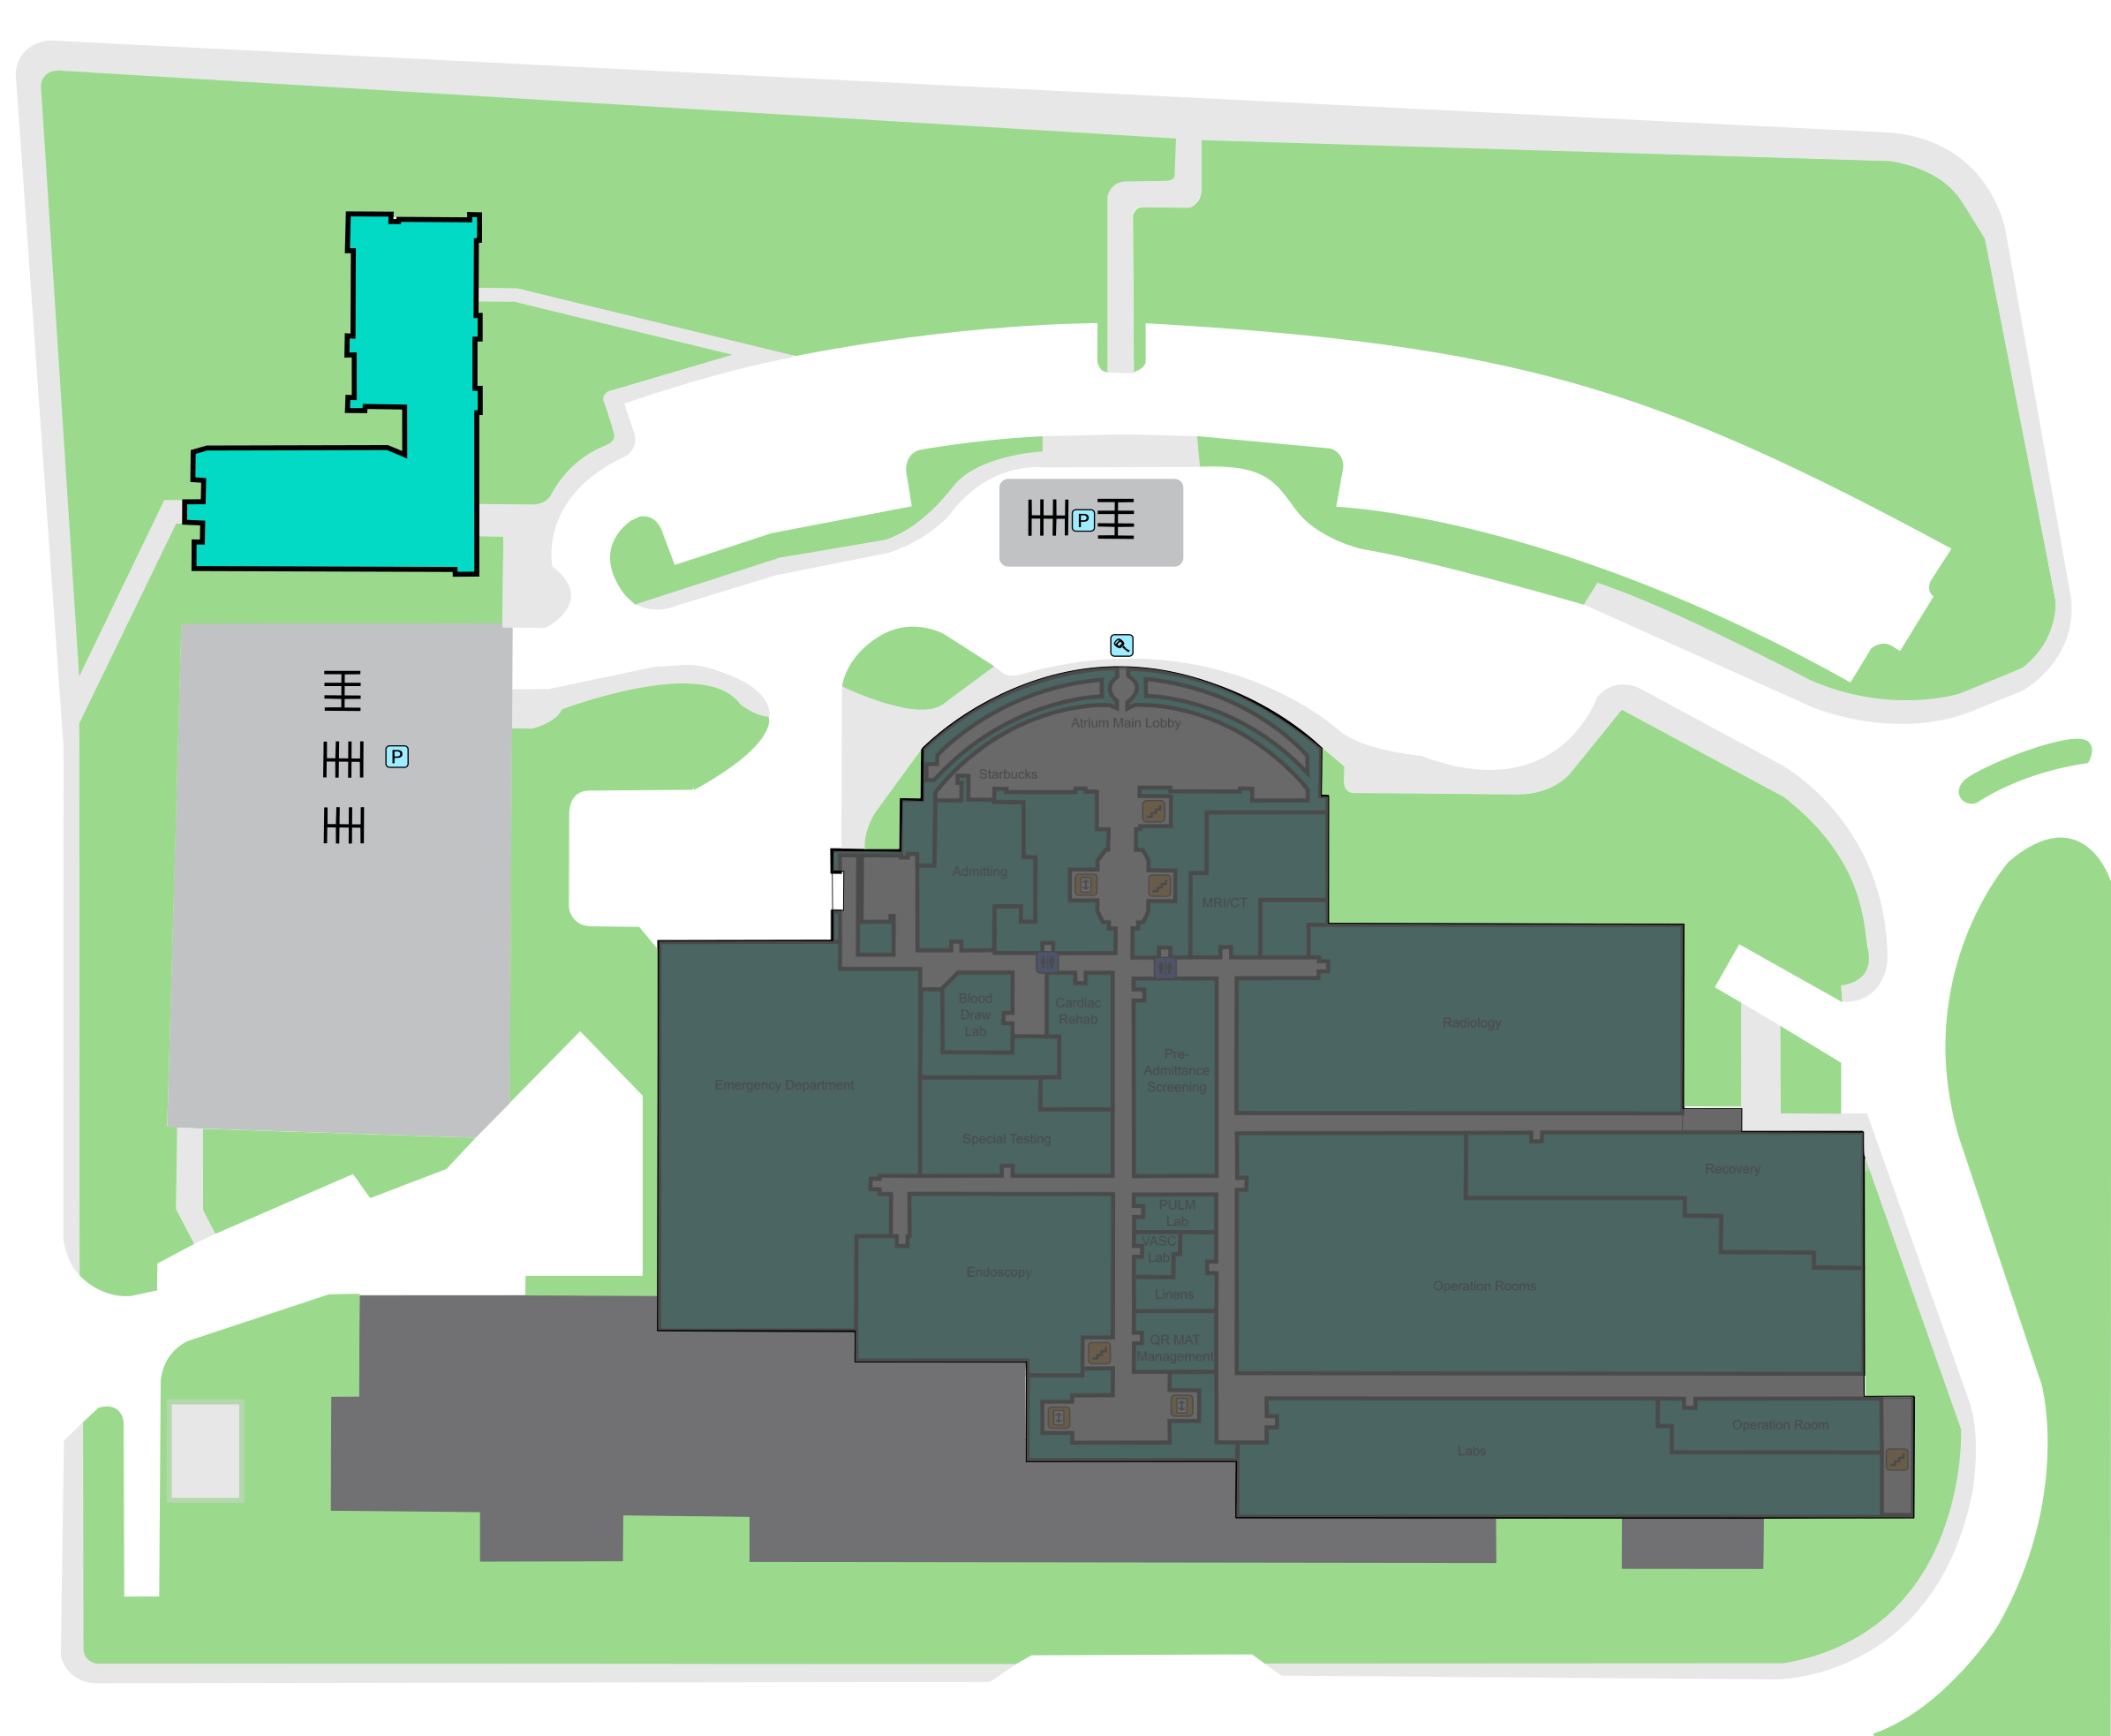 P
Atrium Main Lobby
Starbucks
P
Admitting
MRI/CT
Blood
Draw
Lab
Cardiac
Rehab
Radiology
Pre-
Admittance
Screening
Emergency Department
Special Testing
Recovery
PULM
Lab
VASC
Lab
Endoscopy
Linens
Operation Rooms
QR MAT
Management
Operation Room
Labs